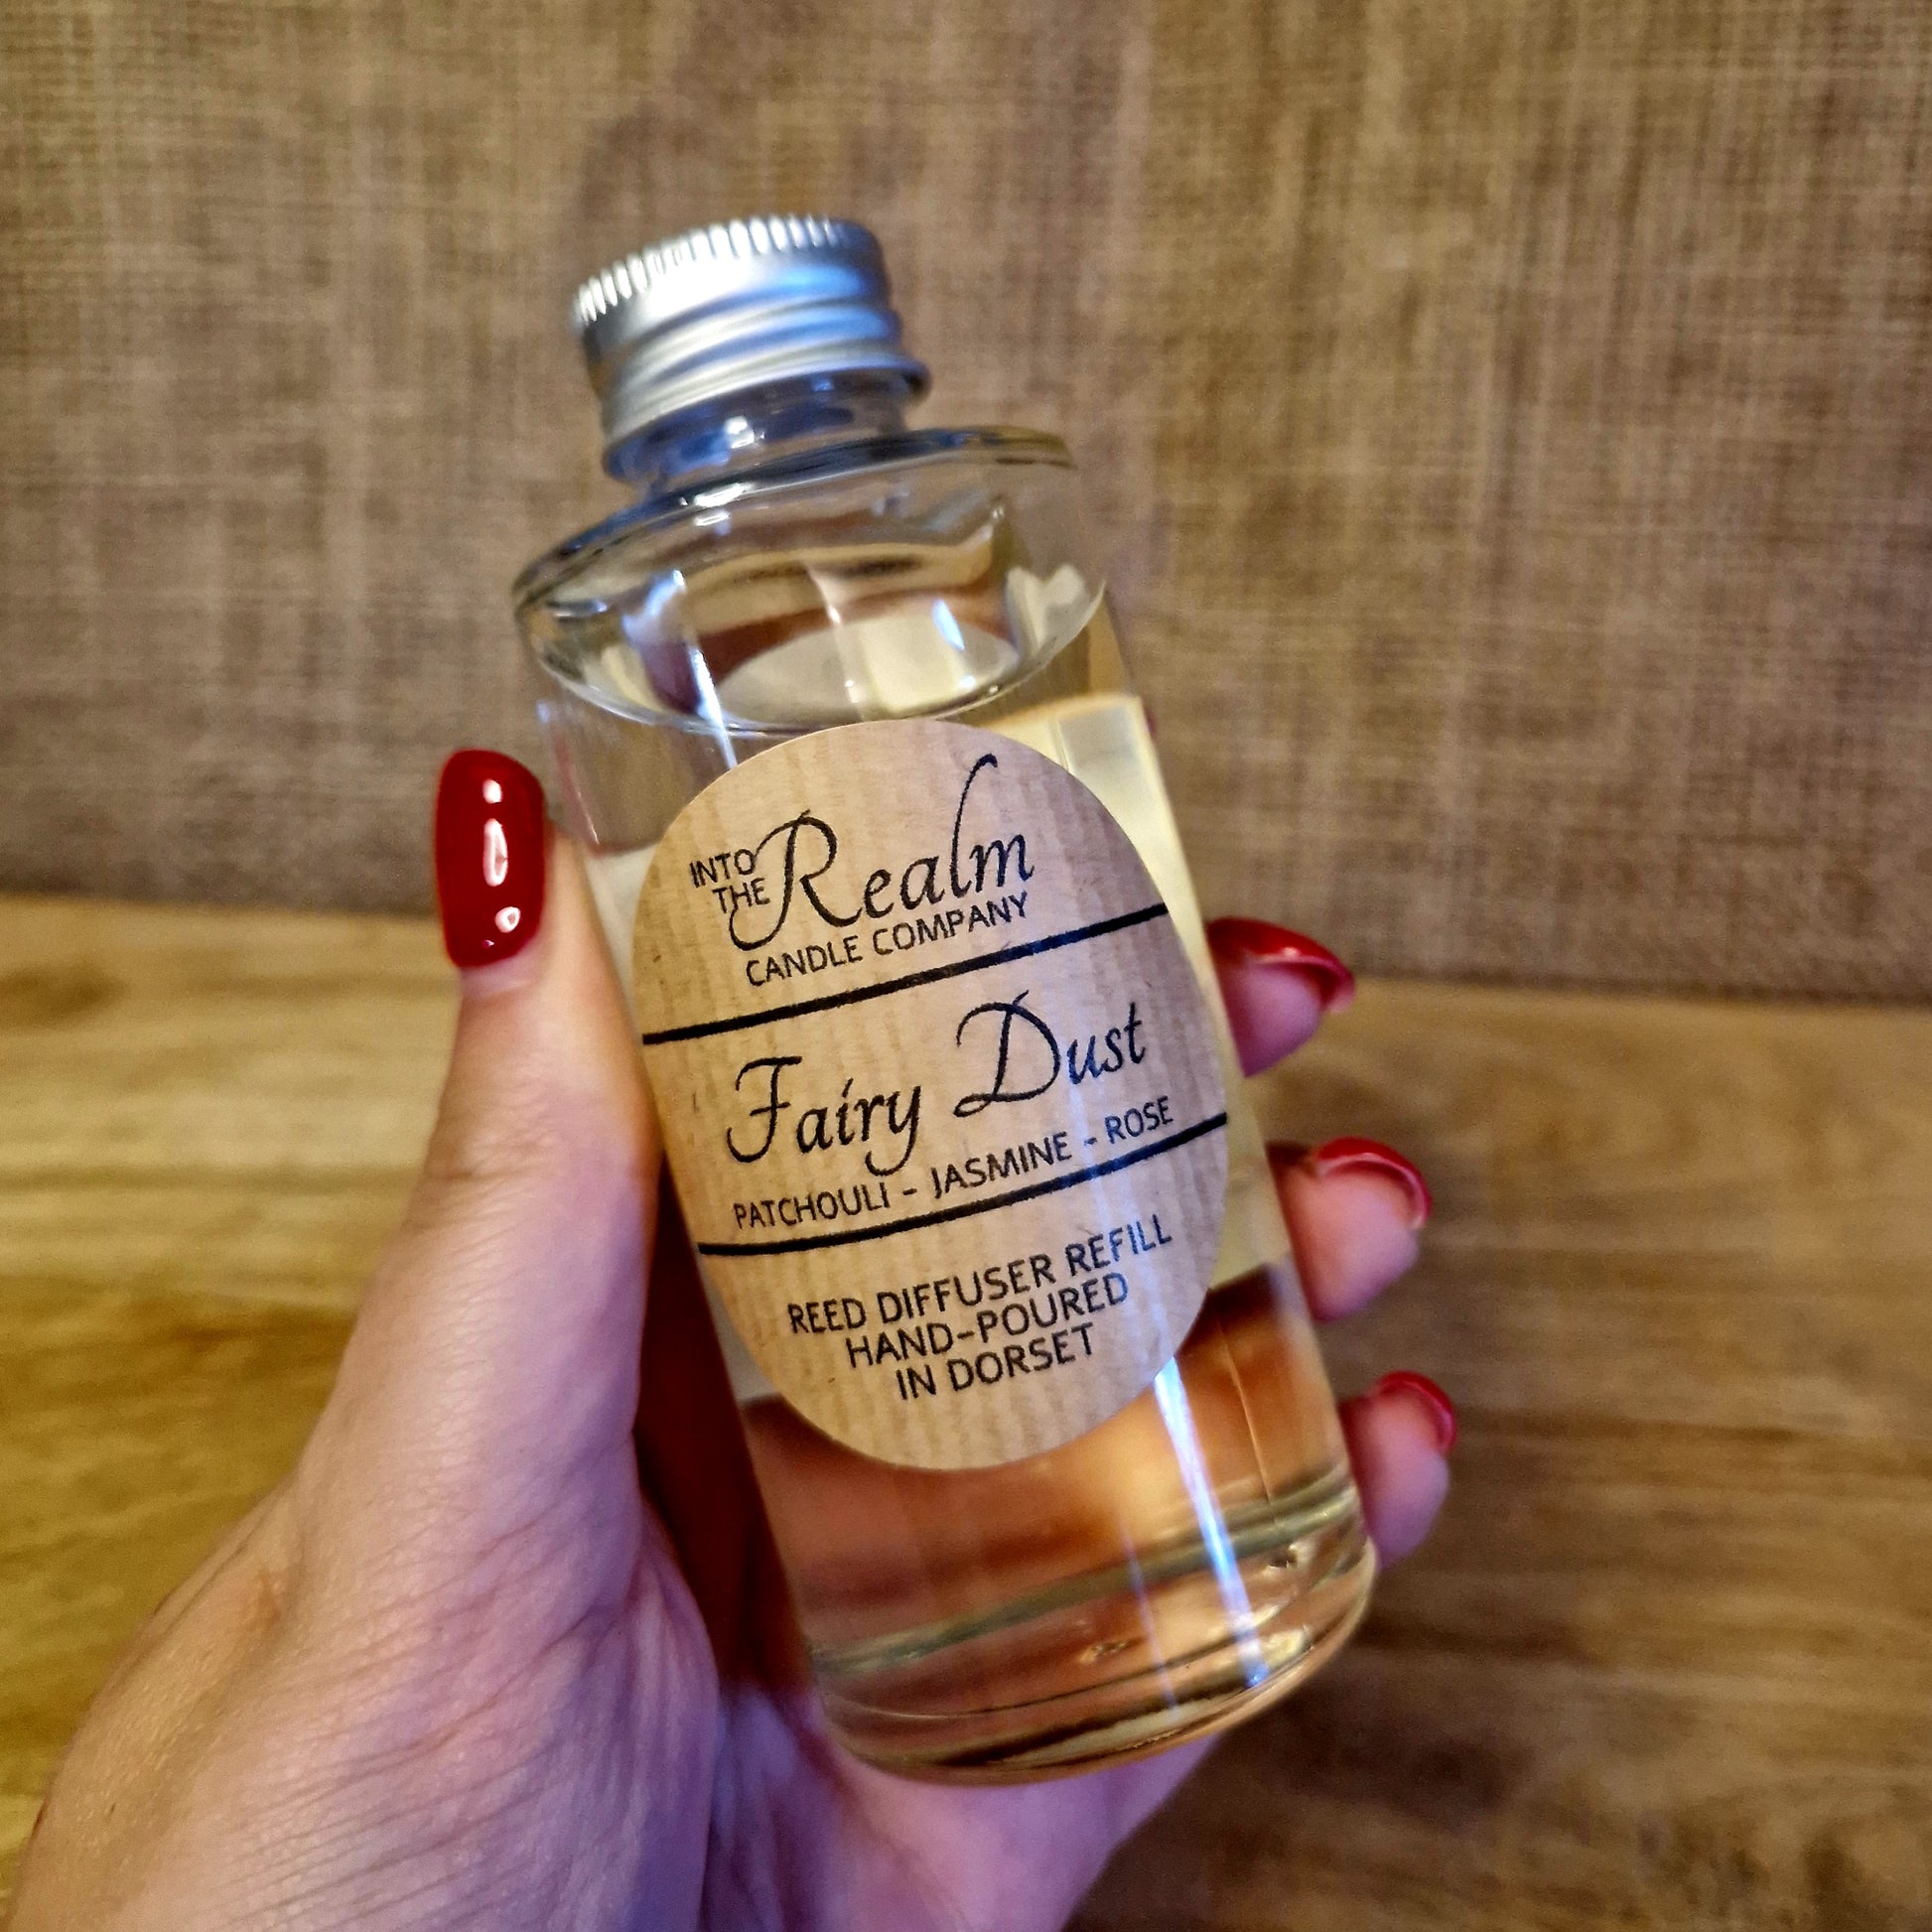 INTO
THE Realm
CANDLE COMPANY
Fairy Dust
PATCHOULI - JASMINE - ROSE
REED DIFFUSER REFILL
HAND-POURED
IN DORSET